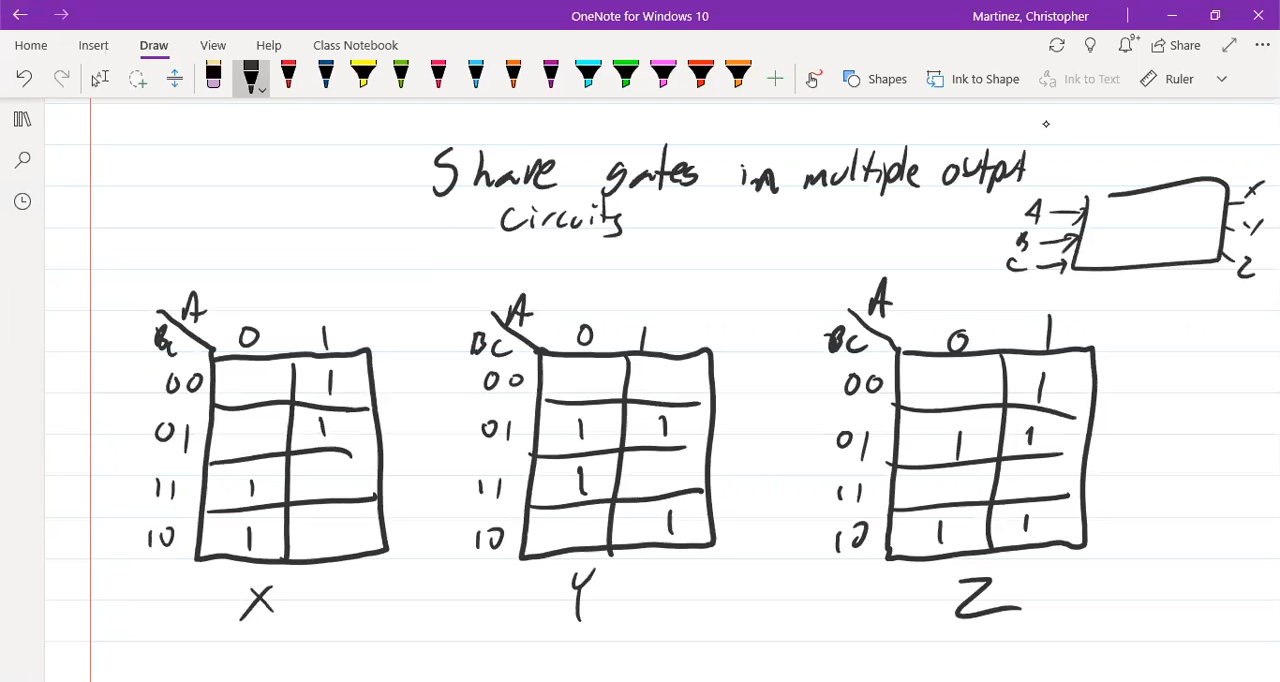 OneNote for Windows 10
Martinez, Christopher
Home Insert Draw View Help Class Notebook
Share
Shapes Ink to Shape Ink to Text Ruler
Share gates in multiple output
circuits
A
B
C
X
Y
Z
A
BC 0 1
00 1
01 1
11 1
10 1
X
A
BC 0 1
00
01 1 1
11 1
10 1
Y
A
BC 0 1
00 1
01 1 1
11
10 1 1
Z